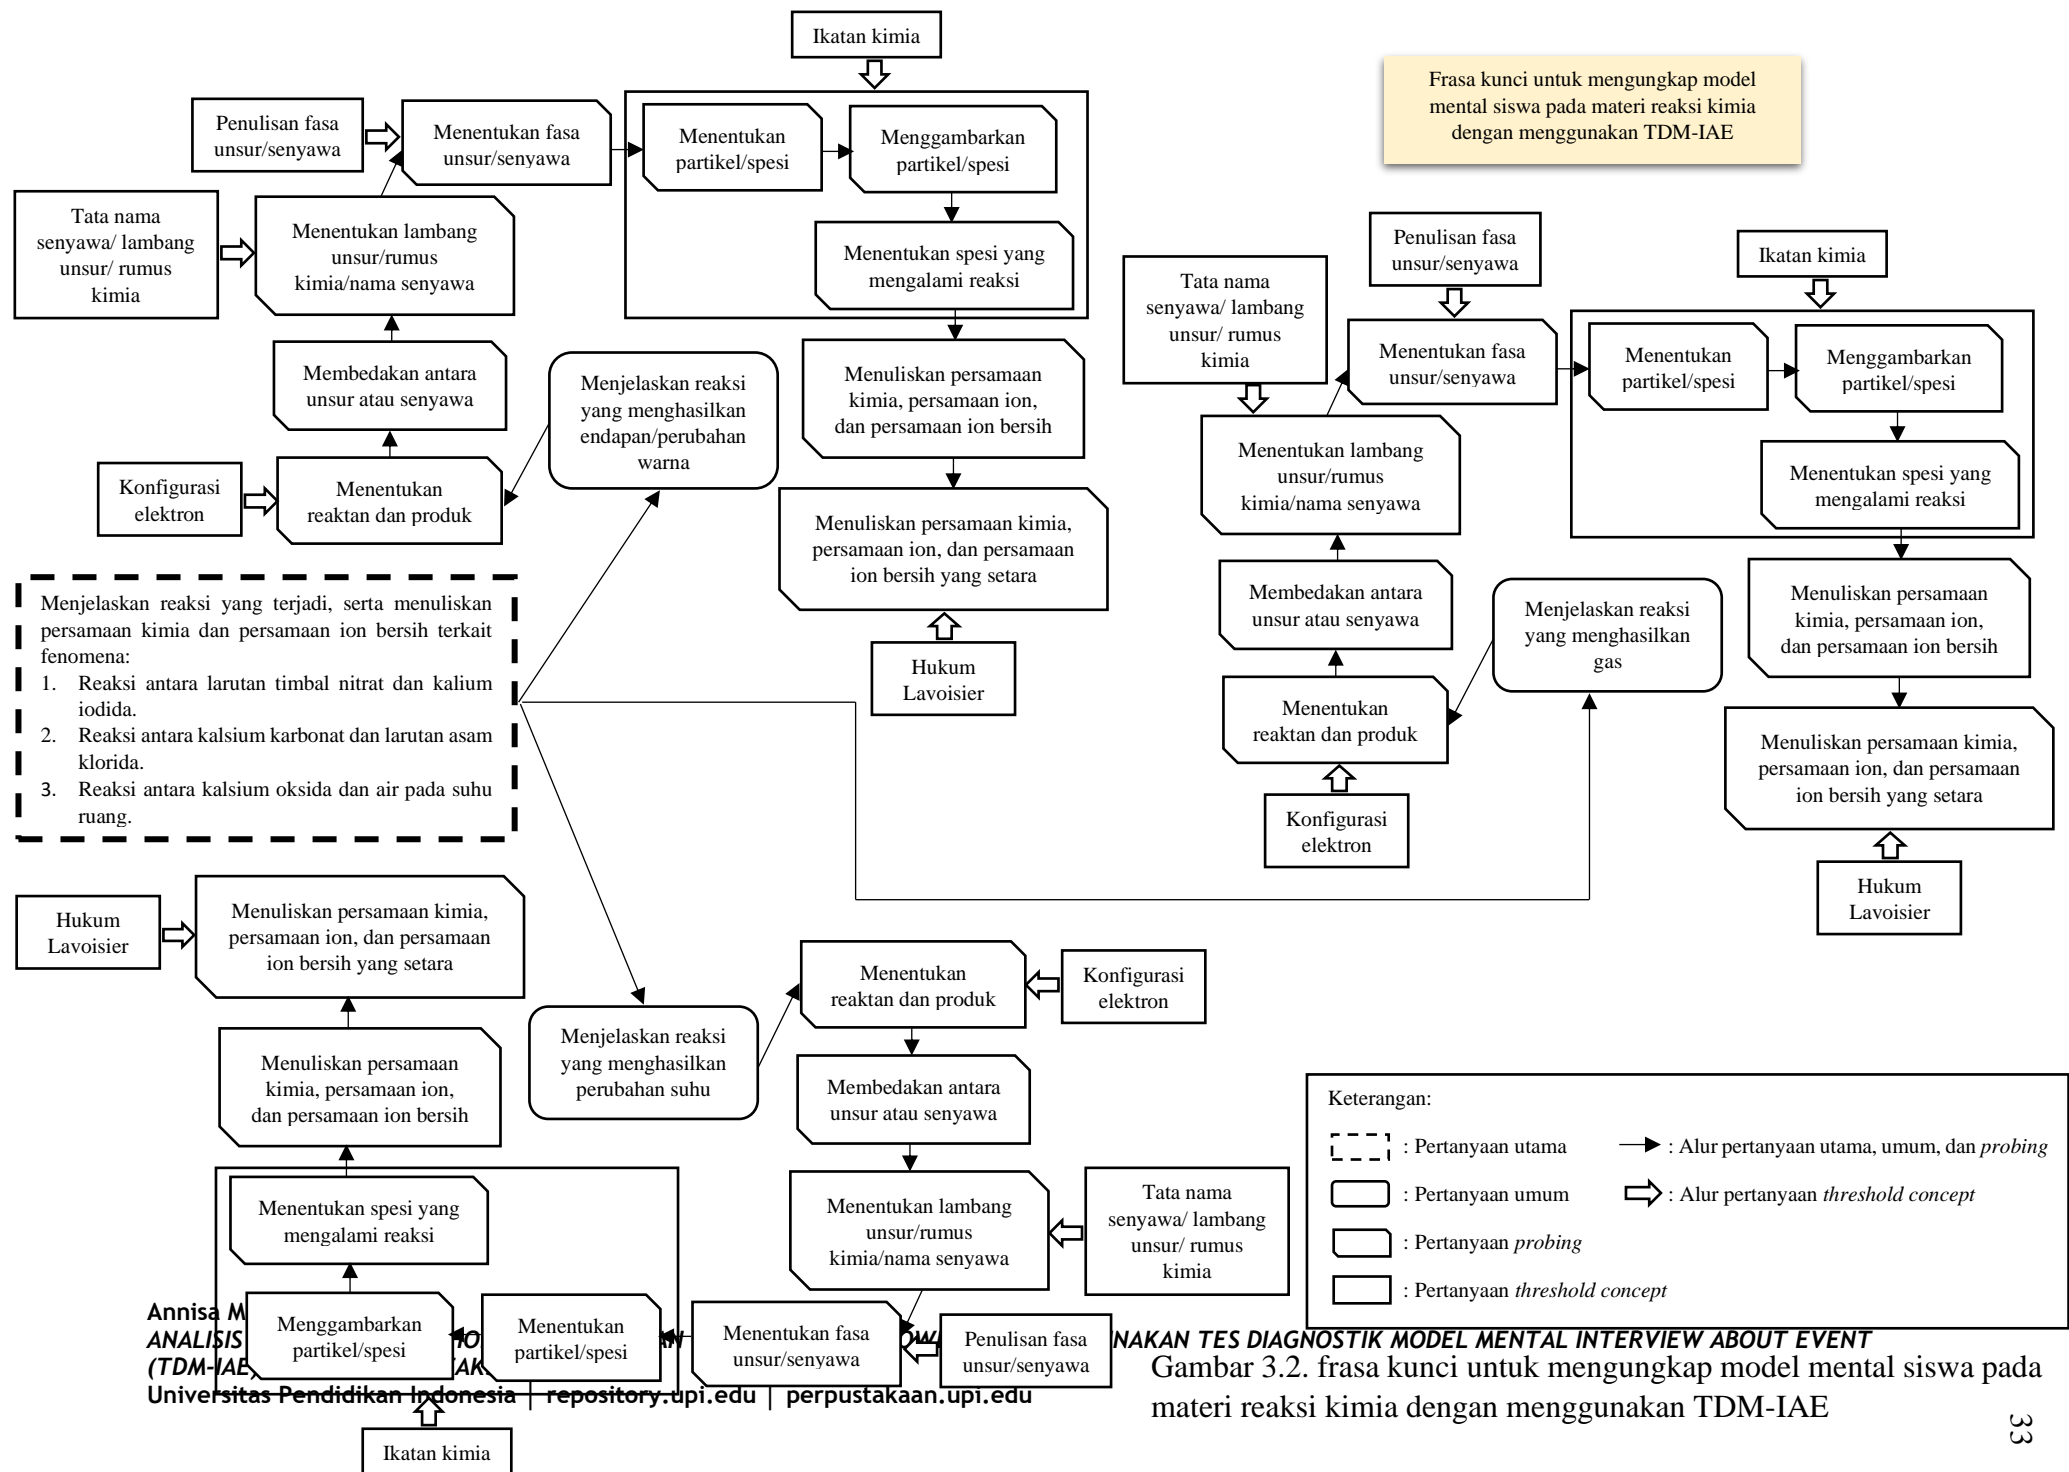 Ikatan kimia
Frasa kunci untuk mengungkap model
mental siswa pada materi reaksi kimia
dengan menggunakan TDM-IAE
Penulisan fasa
unsur/senyawa
Menentukan fasa
unsur/senyawa
Menentukan
partikel/spesi
Menggambarkan
partikel/spesi
Tata nama
senyawa/ lambang
unsur/ rumus
kimia
Menentukan lambang
unsur/rumus
kimia/nama senyawa
Menentukan spesi yang
mengalami reaksi
Membedakan antara
unsur atau senyawa
Menjelaskan reaksi
yang menghasilkan
endapan/perubahan
warna
Menuliskan persamaan
kimia, persamaan ion,
dan persamaan ion bersih
Konfigurasi
elektron
Menentukan
reaktan dan produk
Menuliskan persamaan kimia,
persamaan ion, dan persamaan
ion bersih yang setara
Hukum
Lavoisier
Penulisan fasa
unsur/senyawa
Ikatan kimia
Tata nama
senyawa/ lambang
unsur/ rumus
kimia
Menentukan fasa
unsur/senyawa
Menentukan
partikel/spesi
Menggambarkan
partikel/spesi
Menentukan lambang
unsur/rumus
kimia/nama senyawa
Menentukan spesi yang
mengalami reaksi
Membedakan antara
unsur atau senyawa
Menjelaskan reaksi
yang menghasilkan
gas
Menuliskan persamaan
kimia, persamaan ion,
dan persamaan ion bersih
Menentukan
reaktan dan produk
Menuliskan persamaan kimia,
persamaan ion, dan persamaan
ion bersih yang setara
Konfigurasi
elektron
Hukum
Lavoisier
Menjelaskan reaksi yang terjadi, serta menuliskan
persamaan kimia dan persamaan ion bersih terkait
fenomena:
1. Reaksi antara larutan timbal nitrat dan kalium
iodida.
2. Reaksi antara kalsium karbonat dan larutan asam
klorida.
3. Reaksi antara kalsium oksida dan air pada suhu
ruang.
Hukum
Lavoisier
Menuliskan persamaan kimia,
persamaan ion, dan persamaan
ion bersih yang setara
Menentukan
reaktan dan produk
Konfigurasi
elektron
Menuliskan persamaan
kimia, persamaan ion,
dan persamaan ion bersih
Menjelaskan reaksi
yang menghasilkan
perubahan suhu
Membedakan antara
unsur atau senyawa
Menentukan spesi yang
mengalami reaksi
Menentukan lambang
unsur/rumus
kimia/nama senyawa
Tata nama
senyawa/ lambang
unsur/ rumus
kimia
Menggambarkan
partikel/spesi
Menentukan
partikel/spesi
Menentukan fasa
unsur/senyawa
Penulisan fasa
unsur/senyawa
Ikatan kimia
Keterangan:
: Pertanyaan utama
: Alur pertanyaan utama, umum, dan probing
: Pertanyaan umum
: Alur pertanyaan threshold concept
: Pertanyaan probing
: Pertanyaan threshold concept
Annisa
ANALISIS TES DIAGNOSTIK MODEL MENTAL INTERVIEW ABOUT EVENT
(TDM-IAE)
Universitas Pendidikan Indonesia | repository.upi.edu | perpustakaan.upi.edu
Gambar 3.2. frasa kunci untuk mengungkap model mental siswa pada
materi reaksi kimia dengan menggunakan TDM-IAE
33